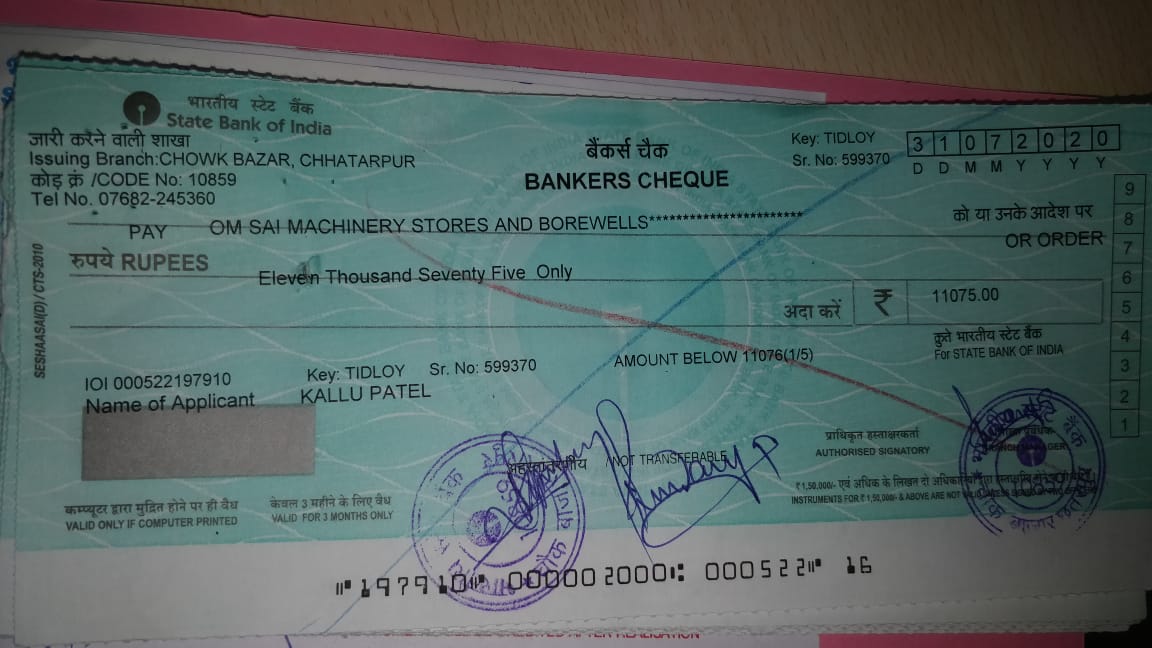 भारतीय स्टेट बैंक
State Bank of India
जारी करने वाली शाखा
Issuing Branch:CHOWK BAZAR, CHHATARPUR
कोड़ क्रं /CODE No: 10859
Tel No. 07682-245360
बैंकर्स चैक
BANKERS CHEQUE
Key: TIDLOY
Sr. No: 599370
3 1 0 7 2 0 2 0
D D M M Y Y Y Y
PAY OM SAI MACHINERY STORES AND BOREWELLS************************
को या उनके आदेश पर
OR ORDER
रुपये RUPEES Eleven Thousand Seventy Five Only
अदा करें ₹ 11075.00
कृते भारतीय स्टेट बैंक
For STATE BANK OF INDIA
AMOUNT BELOW 11076(1/5)
IOI 000522197910 Key: TIDLOY Sr. No: 599370
Name of Applicant KALLU PATEL
प्राधिकृत हस्ताक्षरकर्ता
AUTHORISED SIGNATORY
अहस्तांतरणीय /NOT TRANSFERABLE
कम्प्यूटर द्वारा मुद्रित होने पर ही वैध
VALID ONLY IF COMPUTER PRINTED
केवल 3 महीने के लिए वैध
VALID FOR 3 MONTHS ONLY
₹ 1,50,000/- एवं अधिक के लिखत दो
INSTRUMENTS FOR ₹ 1,50,000/- & ABOVE ARE NOT
SESHAASAI(D) / CTS-2010
9
8
7
6
5
4
3
2
1
⑈197910⑈ 000002000⑆ 000522⑈ 16